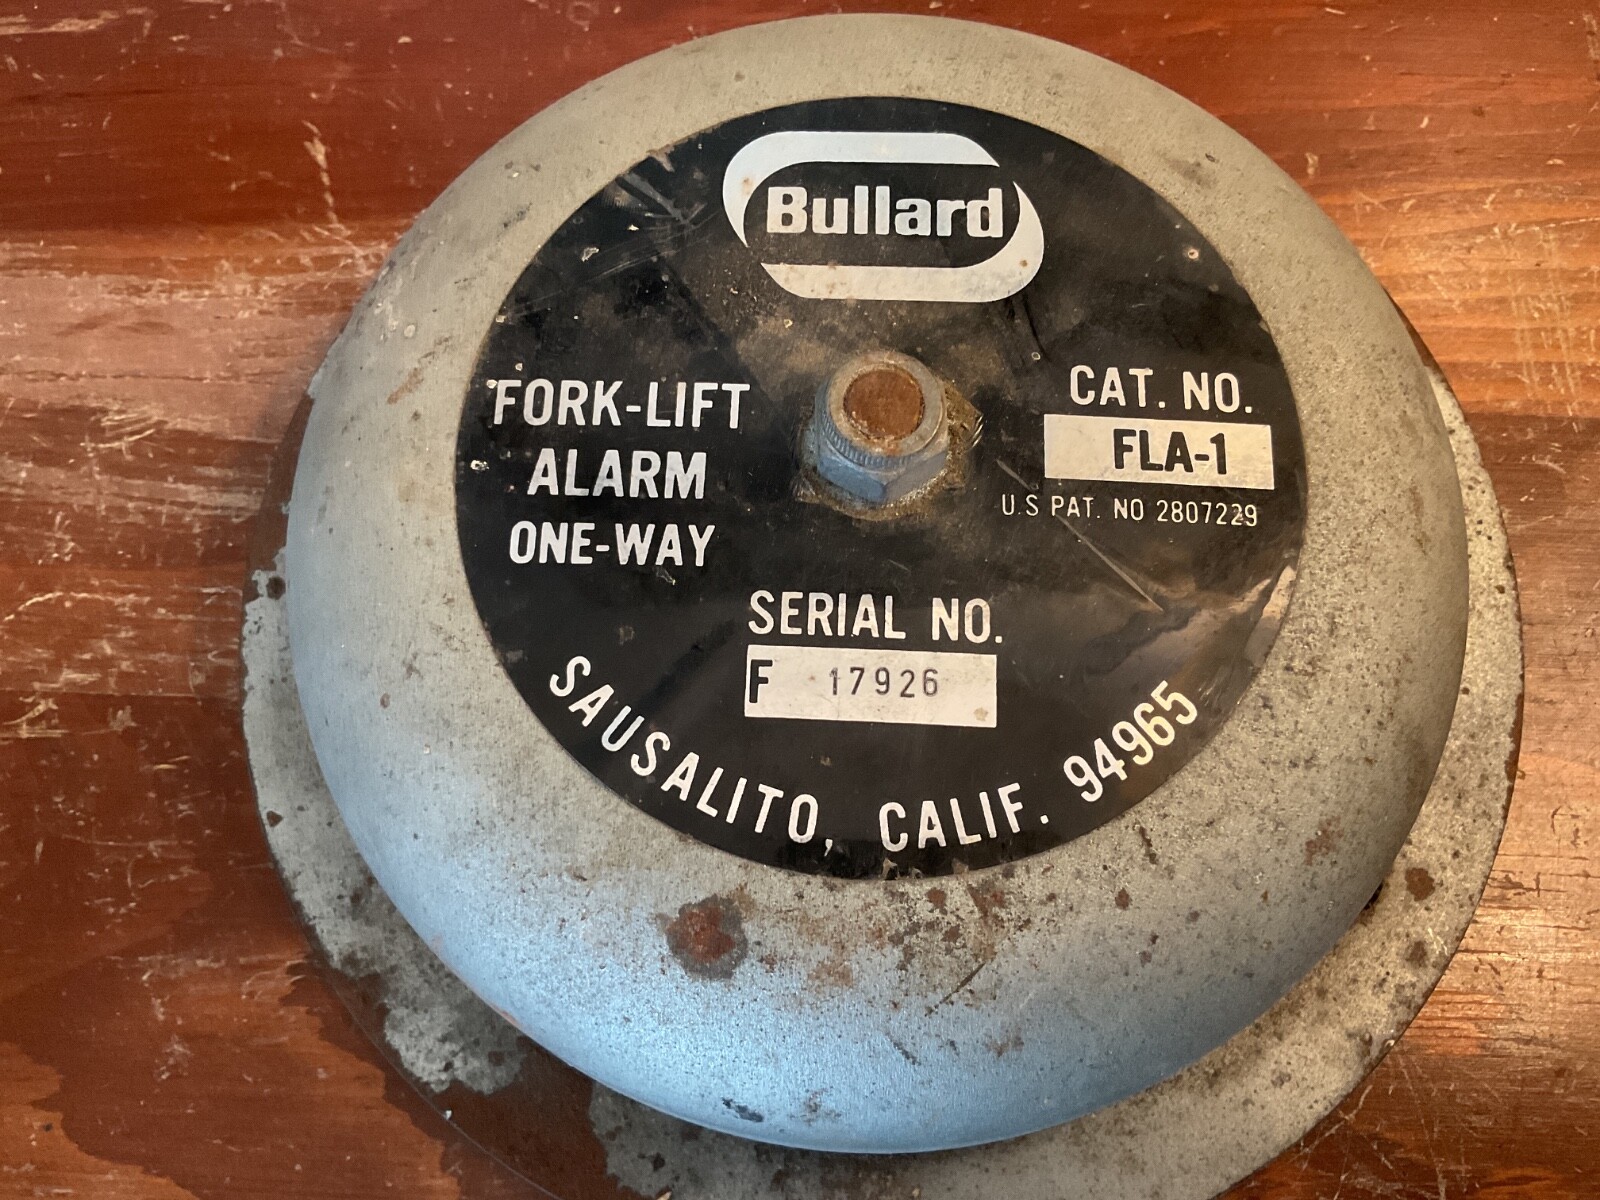 Bullard
FORK-LIFT
ALARM
ONE-WAY
CAT. NO.
FLA-1
U.S PAT. NO 2807229
SERIAL NO.
F 17926
SAUSALITO, CALIF. 94965